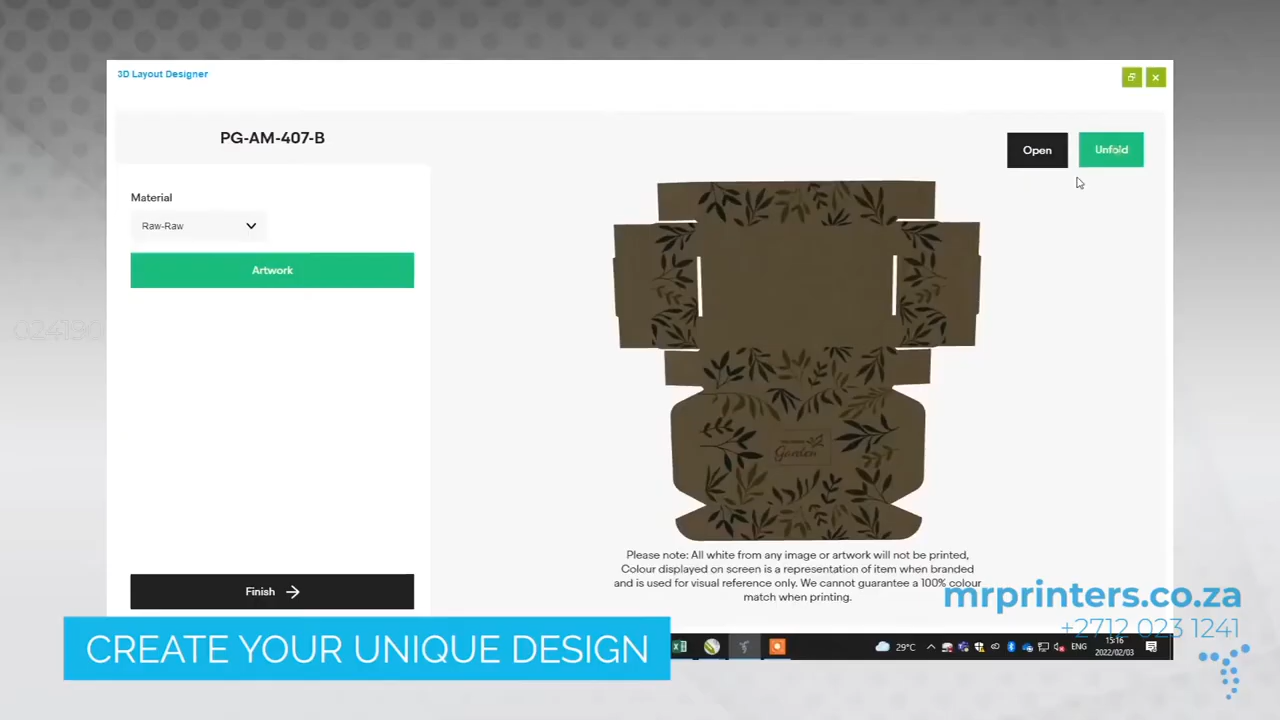 3D Layout Designer
PG-AM-407-B
Open
Unfold
Material
Raw-Raw
Artwork
024190
Garden
Please note: All white from any image or artwork will not be printed,
Colour displayed on screen is a representation of item when branded
and is used for visual reference only. We cannot guarantee a 100% colour
match when printing.
Finish
mrprinters.co.za
+2712 023 1241
CREATE YOUR UNIQUE DESIGN
29°C
ENG
15:16
2022/02/03